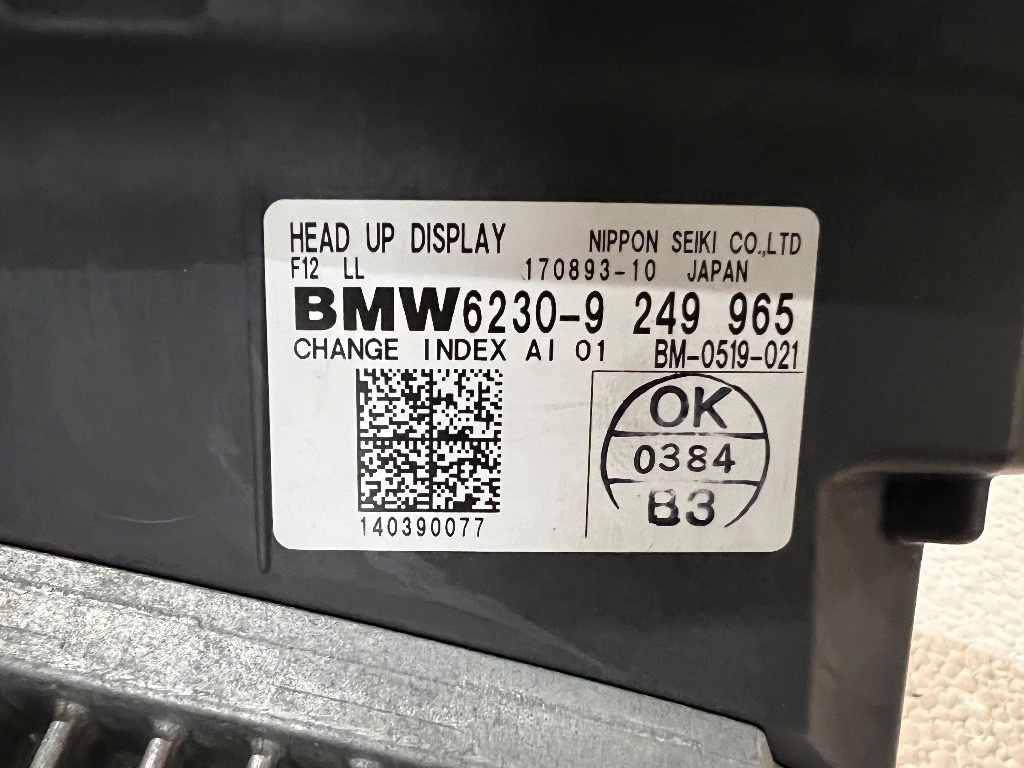 HEAD UP DISPLAY NIPPON SEIKI CO.,LTD
F12 LL 170893-10 JAPAN
BMW6230-9 249 965
CHANGE INDEX AI 01 BM-0519-021
OK
0384
B3
140390077